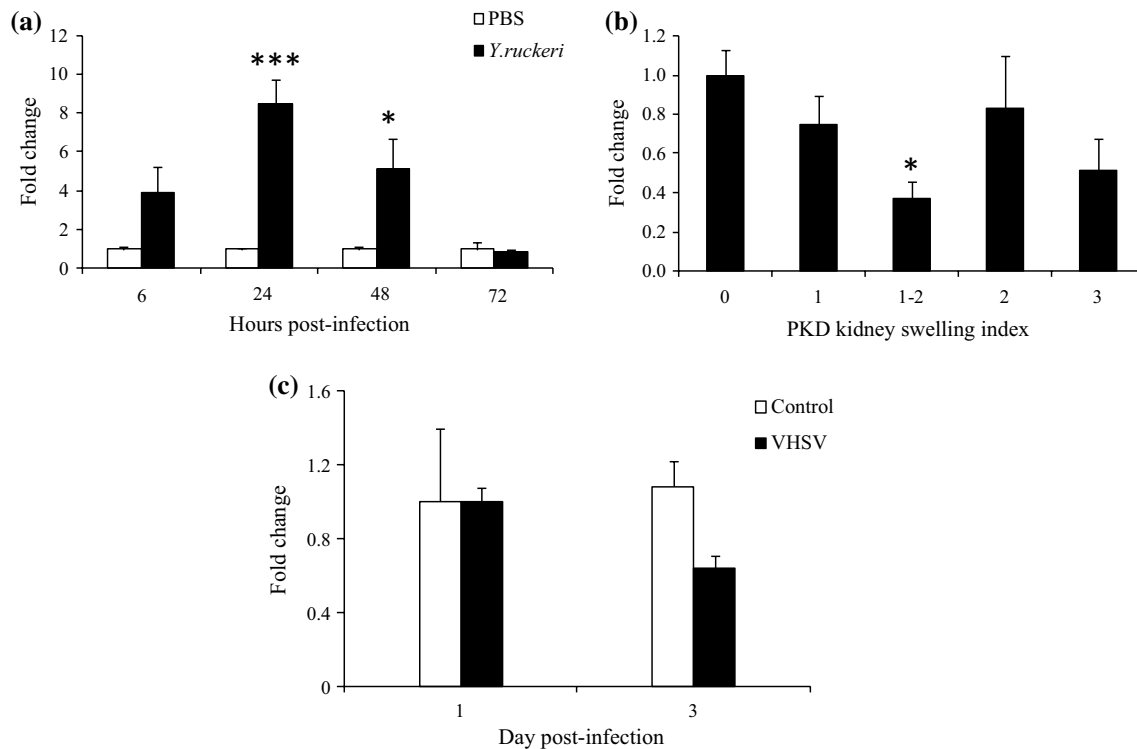 (a)
PBS
Y.ruckeri
12
10
8
6
4
2
0
Fold change
***
*
6 24 48 72
Hours post-infection
(b)
1.2
1.0
0.8
0.6
0.4
0.2
0.0
Fold change
*
0 1 1-2 2 3
PKD kidney swelling index
(c)
1.6
1.2
0.8
0.4
0
Fold change
Control
VHSV
1 3
Day post-infection